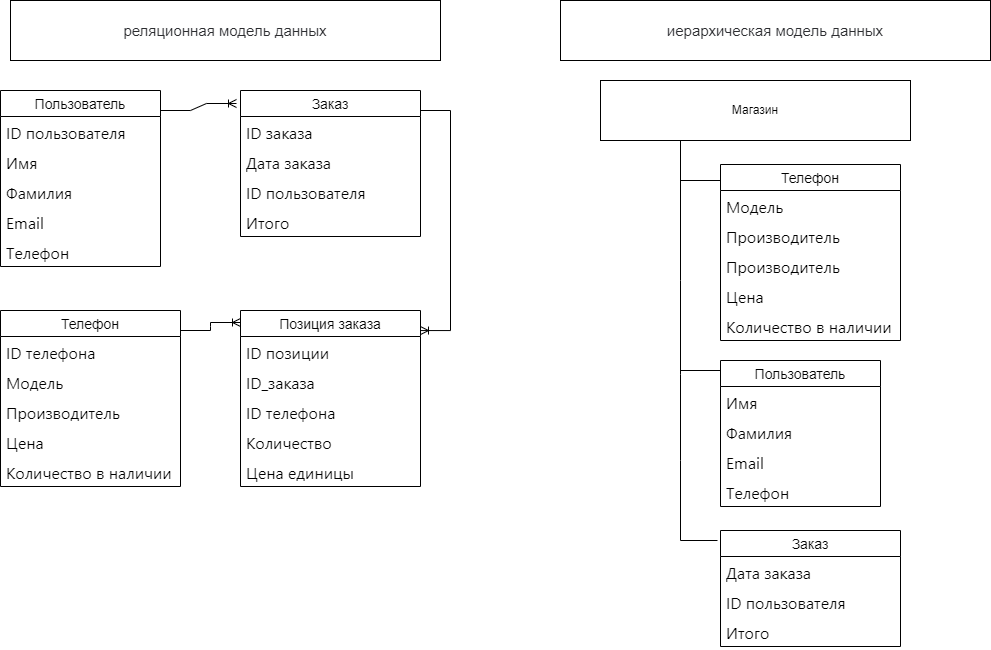 реляционная модель данных
Пользователь
ID пользователя
Имя
Фамилия
Email
Телефон
Заказ
ID заказа
Дата заказа
ID пользователя
Итого
Телефон
ID телефона
Модель
Производитель
Цена
Количество в наличии
Позиция заказа
ID позиции
ID_заказа
ID телефона
Количество
Цена единицы
иерархическая модель данных
Магазин
Телефон
Модель
Производитель
Производитель
Цена
Количество в наличии
Пользователь
Имя
Фамилия
Email
Телефон
Заказ
Дата заказа
ID пользователя
Итого